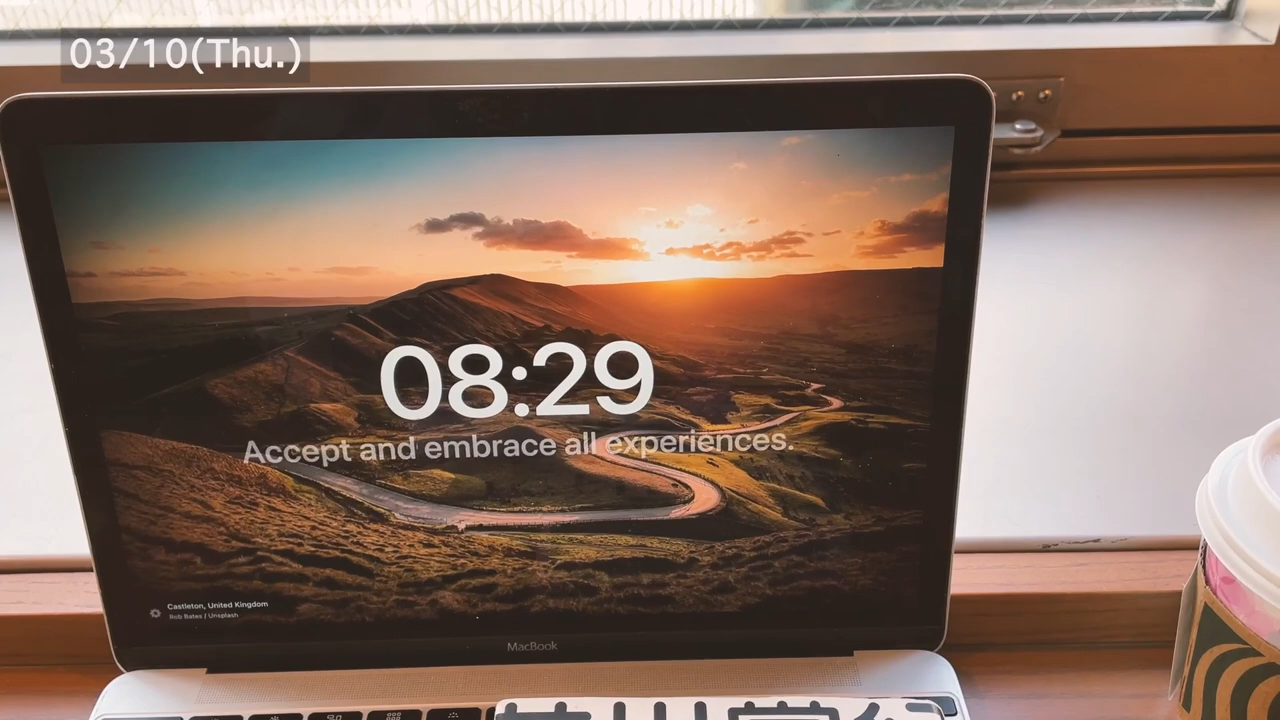 03/10(Thu.)
08:29
Accept and embrace all experiences.
Castleton, United Kingdom
Rob Bates / Unsplash
MacBook